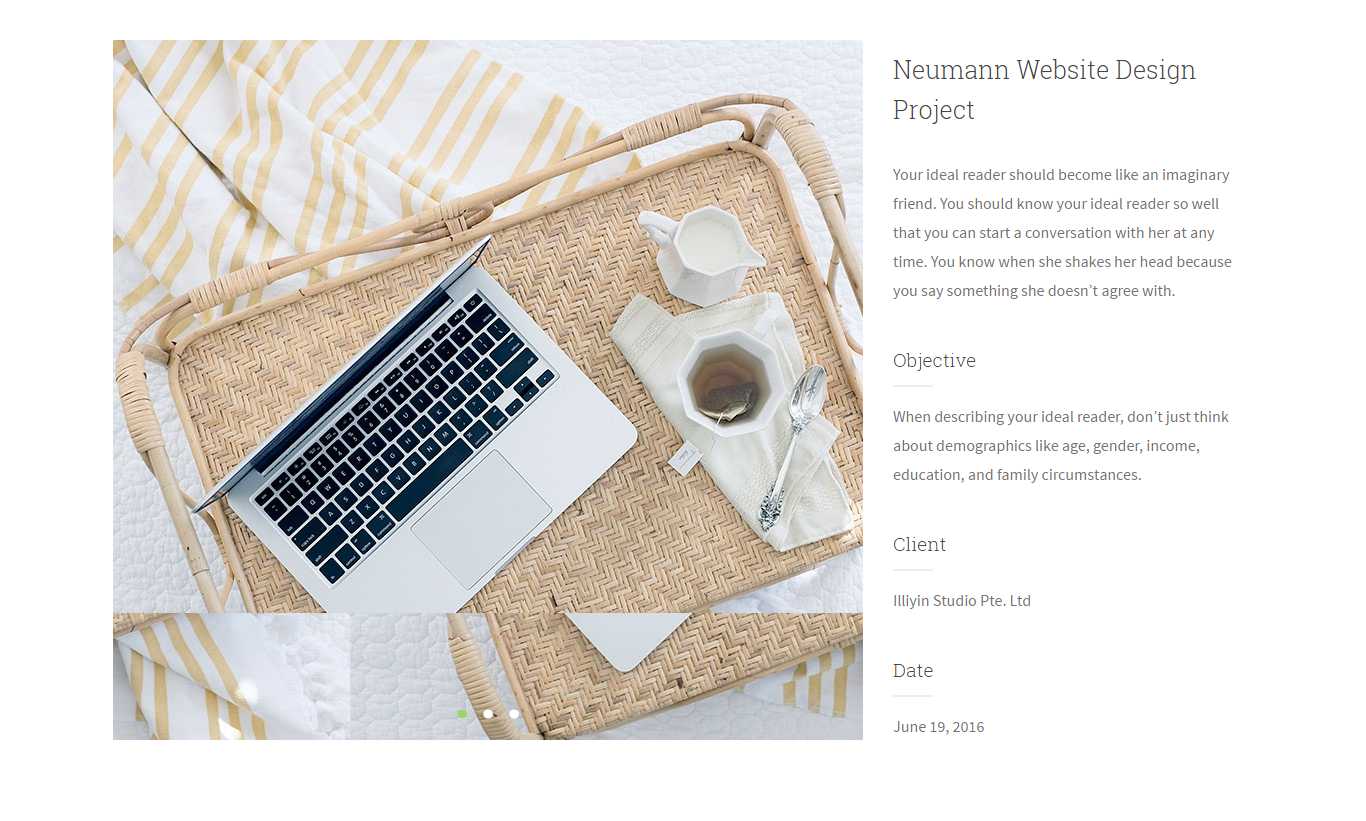 Neumann Website Design
Project
Your ideal reader should become like an imaginary
friend. You should know your ideal reader so well
that you can start a conversation with her at any
time. You know when she shakes her head because
you say something she doesn’t agree with.
Objective
When describing your ideal reader, don’t just think
about demographics like age, gender, income,
education, and family circumstances.
Client
Illiyin Studio Pte. Ltd
Date
June 19, 2016